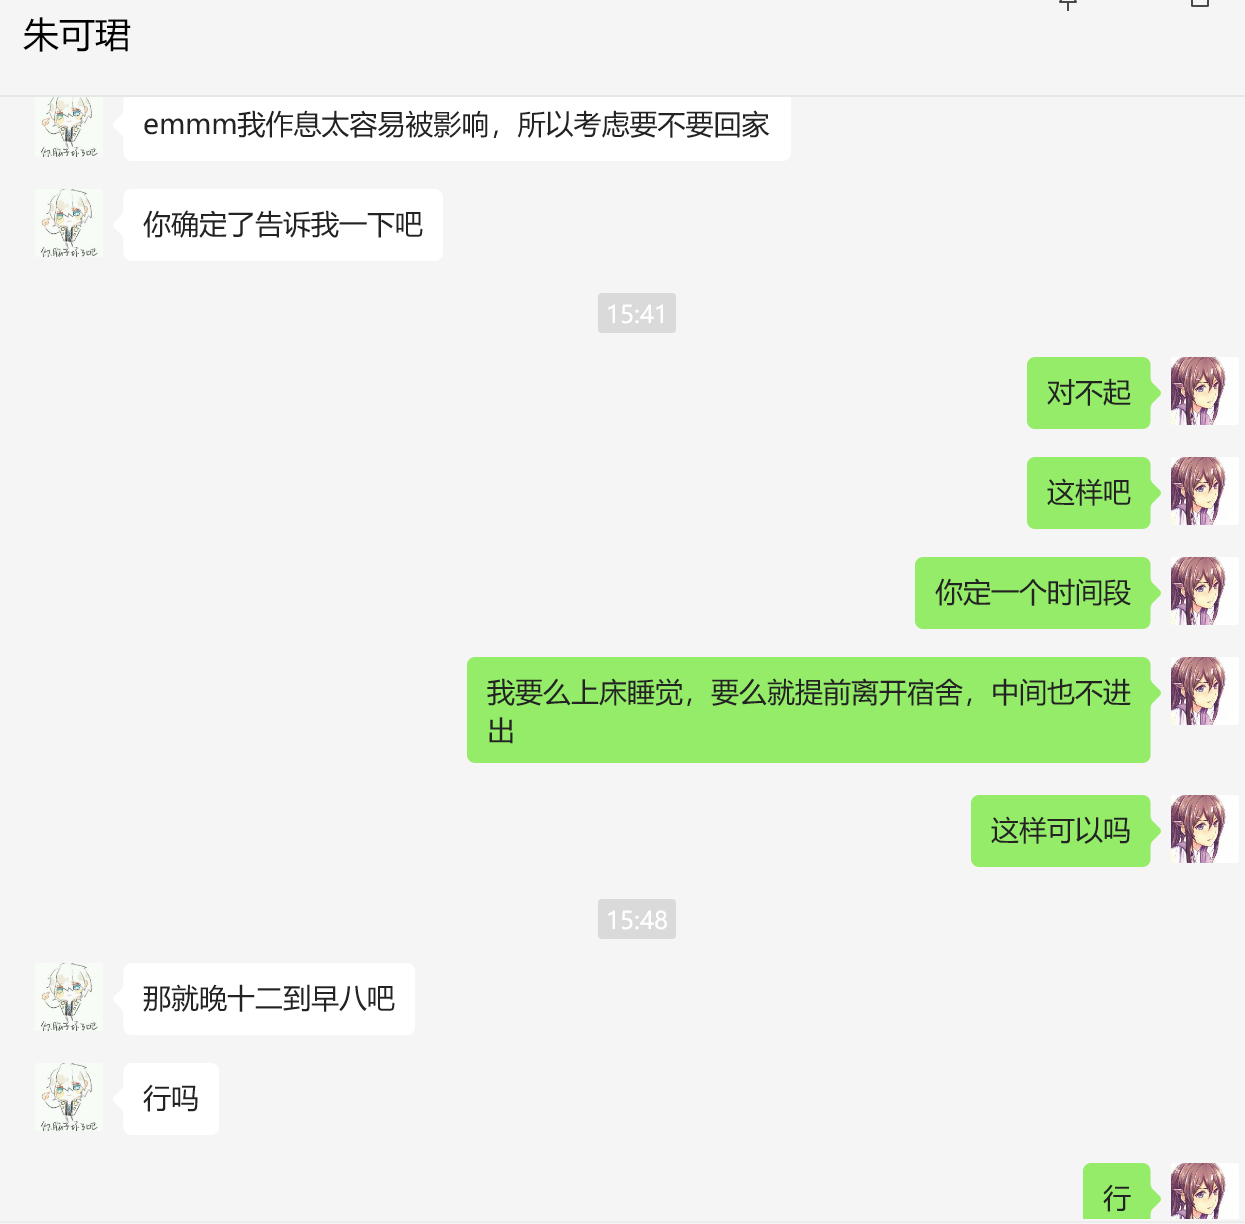 朱可珺
emmm我作息太容易被影响，所以考虑要不要回家
你确定了告诉我一下吧
15:41
对不起
这样吧
你定一个时间段
我要么上床睡觉，要么就提前离开宿舍，中间也不进
出
这样可以吗
15:48
那就晚十二到早八吧
行吗
行